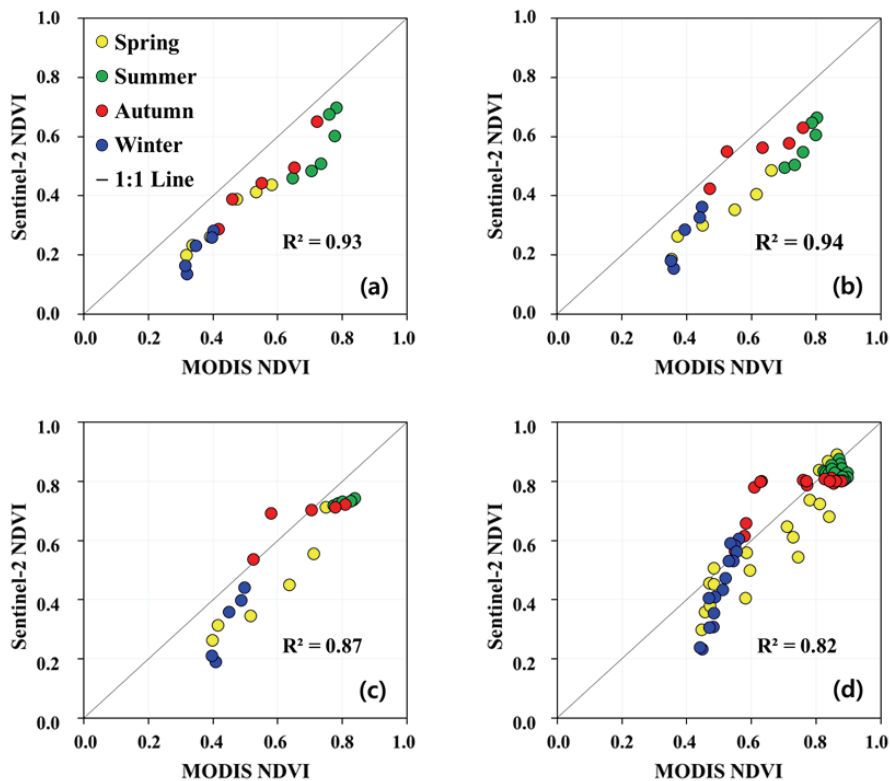 1.0
0.8
0.6
0.4
0.2
0.0
Sentinel-2 NDVI
Spring
Summer
Autumn
Winter
– 1:1 Line
R² = 0.93
(a)
0.0 0.2 0.4 0.6 0.8 1.0
MODIS NDVI
1.0
0.8
0.6
0.4
0.2
0.0
Sentinel-2 NDVI
R² = 0.94
(b)
0.0 0.2 0.4 0.6 0.8 1.0
MODIS NDVI
1.0
0.8
0.6
0.4
0.2
0.0
Sentinel-2 NDVI
R² = 0.87
(c)
0.0 0.2 0.4 0.6 0.8 1.0
MODIS NDVI
1.0
0.8
0.6
0.4
0.2
0.0
Sentinel-2 NDVI
R² = 0.82
(d)
0.0 0.2 0.4 0.6 0.8 1.0
MODIS NDVI